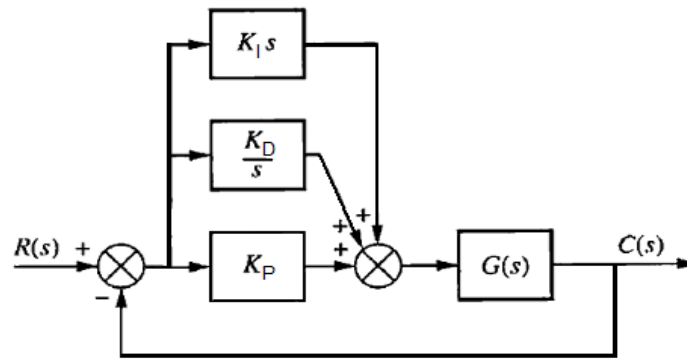 K_I s
K_D
s
R(s) + + + +
K_P G(s) C(s)
−